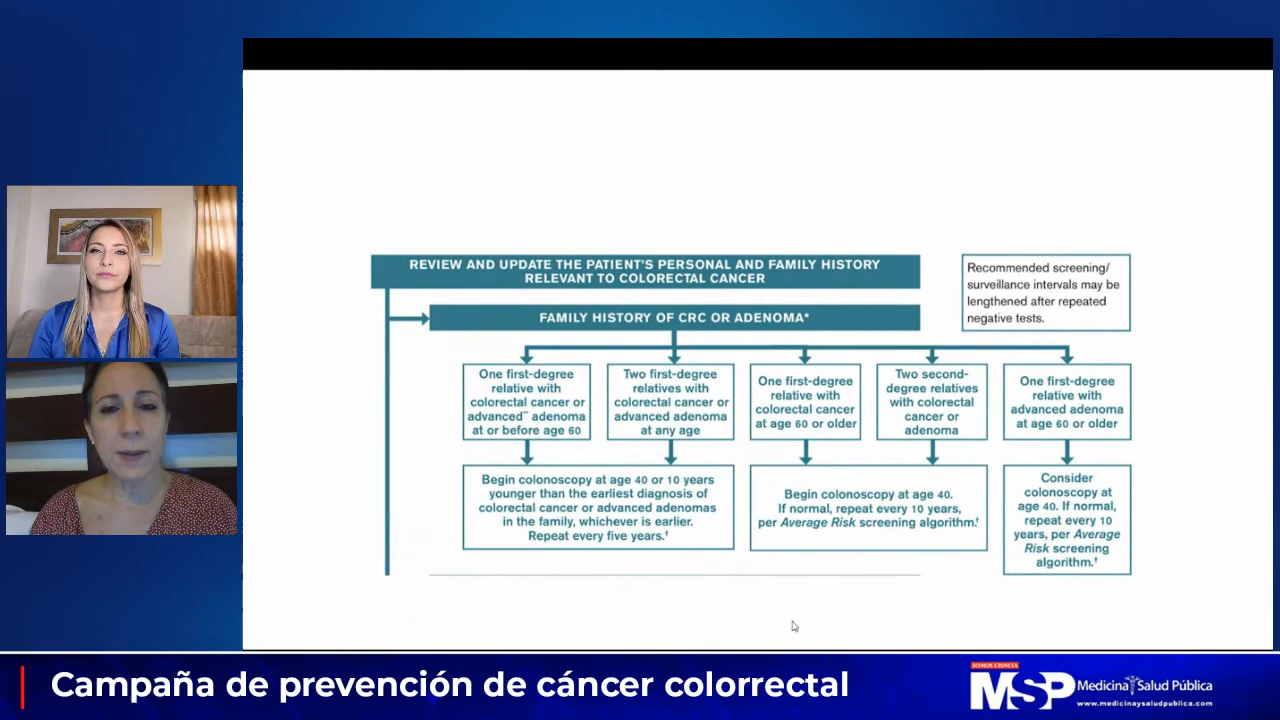 REVIEW AND UPDATE THE PATIENT'S PERSONAL AND FAMILY HISTORY
RELEVANT TO COLORECTAL CANCER
Recommended screening/
surveillance intervals may be
lengthened after repeated
negative tests.
FAMILY HISTORY OF CRC OR ADENOMA*
One first-degree
relative with
colorectal cancer or
advanced** adenoma
at or before age 60
Two first-degree
relatives with
colorectal cancer or
advanced adenoma
at any age
One first-degree
relative with
colorectal cancer
at age 60 or older
Two second-
degree relatives
with colorectal
cancer or
adenoma
One first-degree
relative with
advanced adenoma
at age 60 or older
Begin colonoscopy at age 40 or 10 years
younger than the earliest diagnosis of
colorectal cancer or advanced adenomas
in the family, whichever is earlier.
Repeat every five years.†
Begin colonoscopy at age 40.
If normal, repeat every 10 years,
per Average Risk screening algorithm.†
Consider
colonoscopy at
age 40. If normal,
repeat every 10
years, per Average
Risk screening
algorithm.†
Campaña de prevención de cáncer colorrectal
SOMOS CIENCIA
MSP Medicina y Salud Pública
www.medicinaysaludpublica.com